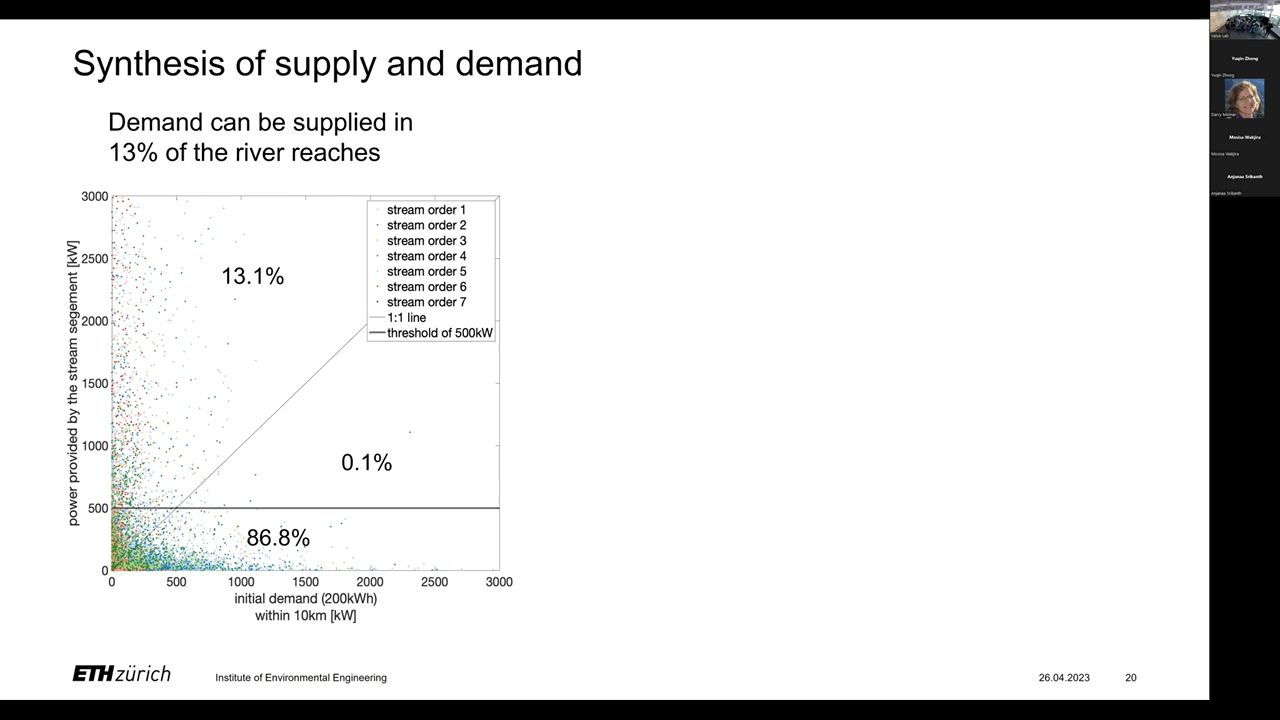 Synthesis of supply and demand
Demand can be supplied in
13% of the river reaches
power provided by the stream segement [kW]
3000
2500
2000
1500
1000
500
0
13.1%
0.1%
86.8%
stream order 1
stream order 2
stream order 3
stream order 4
stream order 5
stream order 6
stream order 7
1:1 line
threshold of 500kW
0
500
1000
1500
2000
2500
3000
initial demand (200kWh)
within 10km [kW]
ETH zürich
Institute of Environmental Engineering
26.04.2023
20
Value Lab
Yuqin Zhong
Yuqin Zhong
Darcy Molnar
Mosisa Wakjira
Mosisa Wakjira
Anjanaa Srikanth
Anjanaa Srikanth